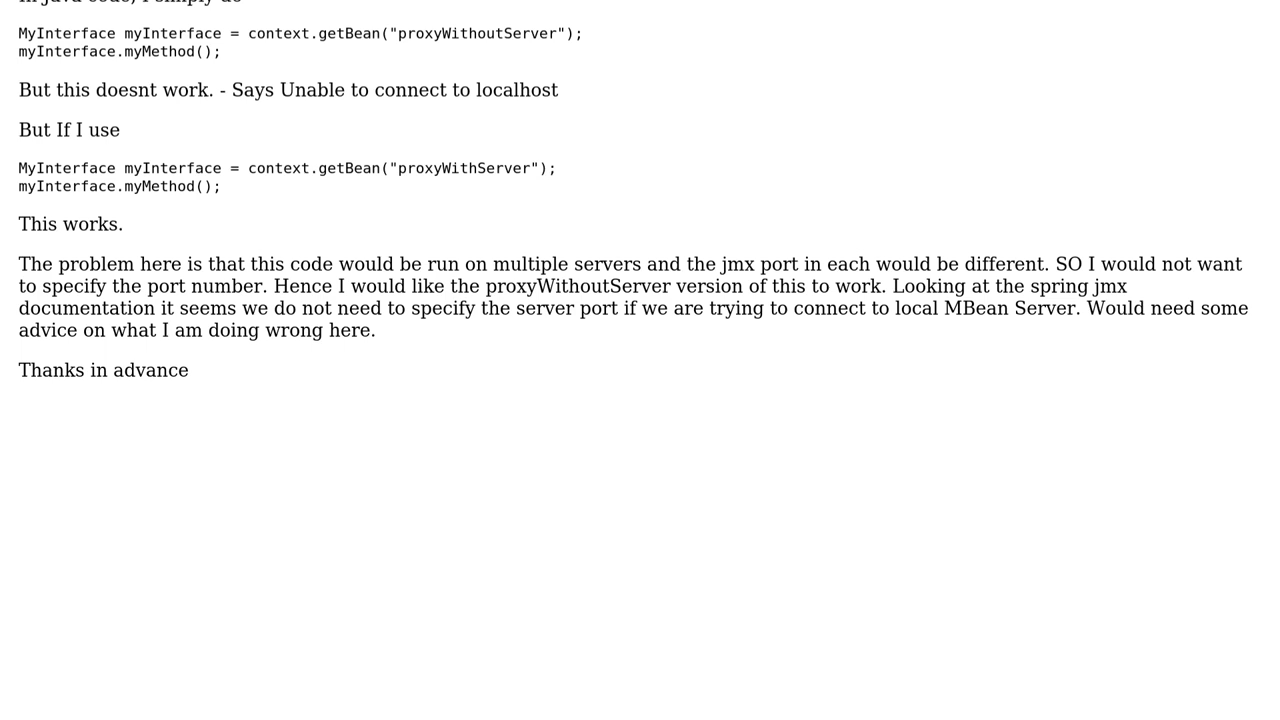 In java code, I simply do
MyInterface myInterface = context.getBean("proxyWithoutServer");
myInterface.myMethod();
But this doesnt work. - Says Unable to connect to localhost
But If I use
MyInterface myInterface = context.getBean("proxyWithServer");
myInterface.myMethod();
This works.
The problem here is that this code would be run on multiple servers and the jmx port in each would be different. SO I would not want
to specify the port number. Hence I would like the proxyWithoutServer version of this to work. Looking at the spring jmx
documentation it seems we do not need to specify the server port if we are trying to connect to local MBean Server. Would need some
advice on what I am doing wrong here.
Thanks in advance